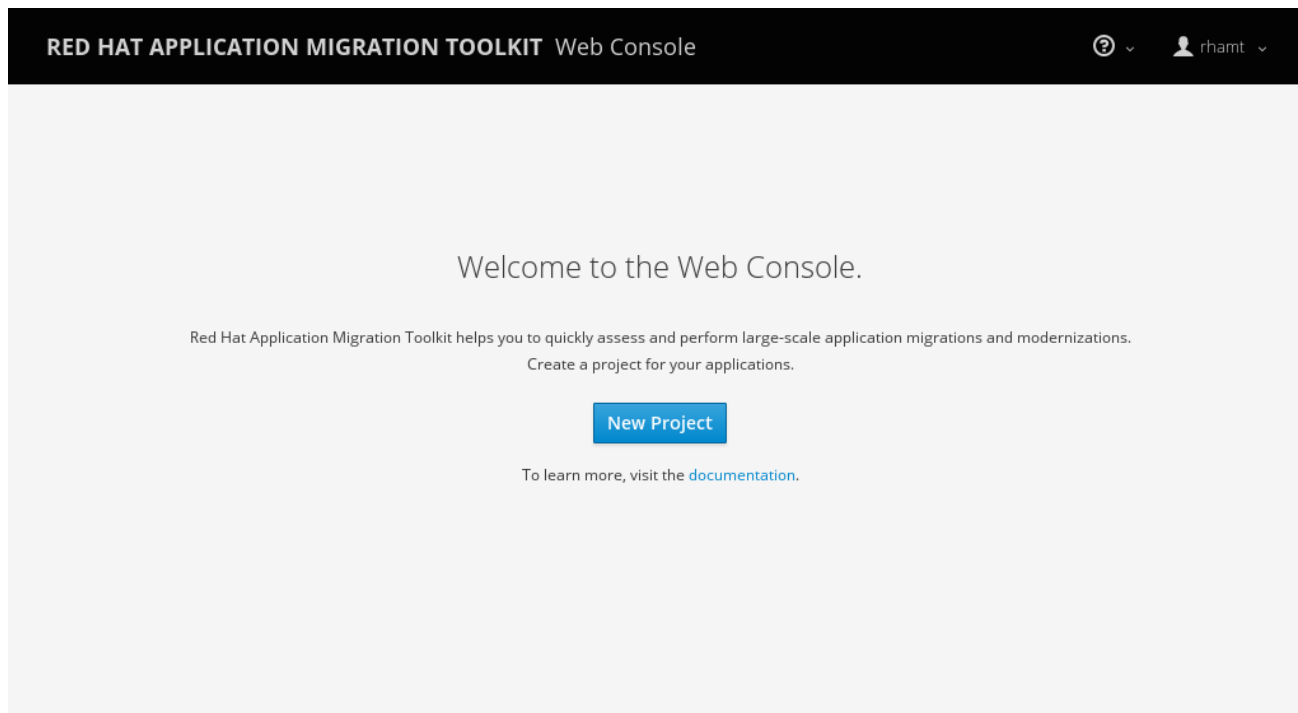 RED HAT APPLICATION MIGRATION TOOLKIT Web Console
rhamt
Welcome to the Web Console.
Red Hat Application Migration Toolkit helps you to quickly assess and perform large-scale application migrations and modernizations.
Create a project for your applications.
New Project
To learn more, visit the documentation.